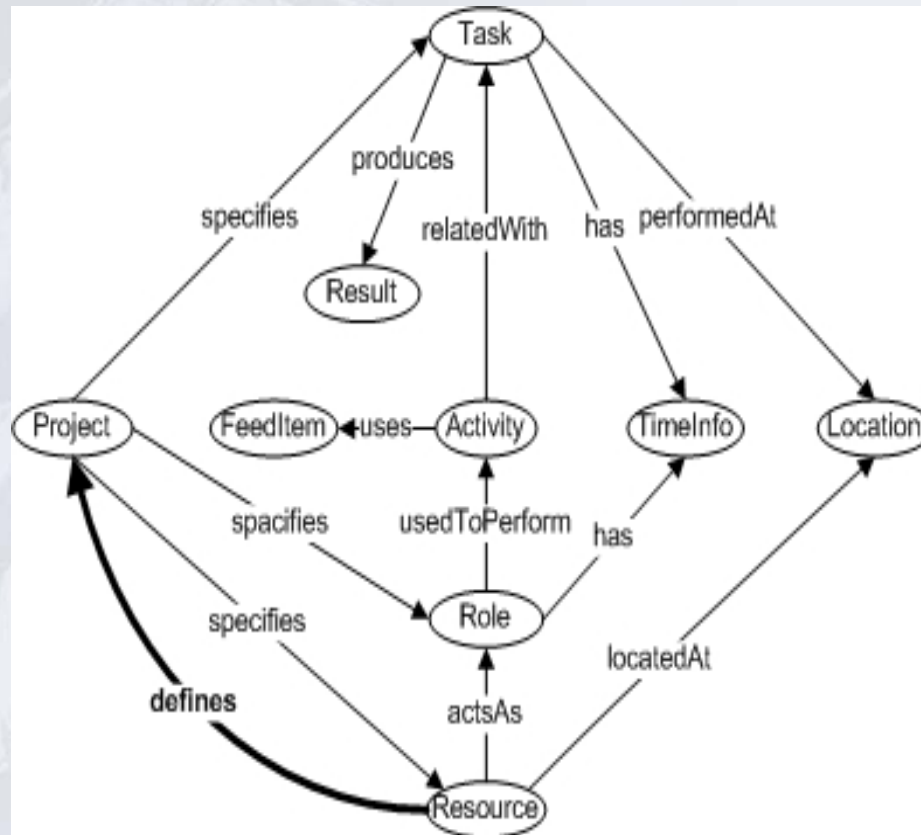 Task
produces
specifies
relatedWith
has
performedAt
Result
Project
FeedItem
uses
Activity
TimeInfo
Location
spacifies
usedToPerform
has
Role
specifies
locatedAt
defines
actsAs
Resource